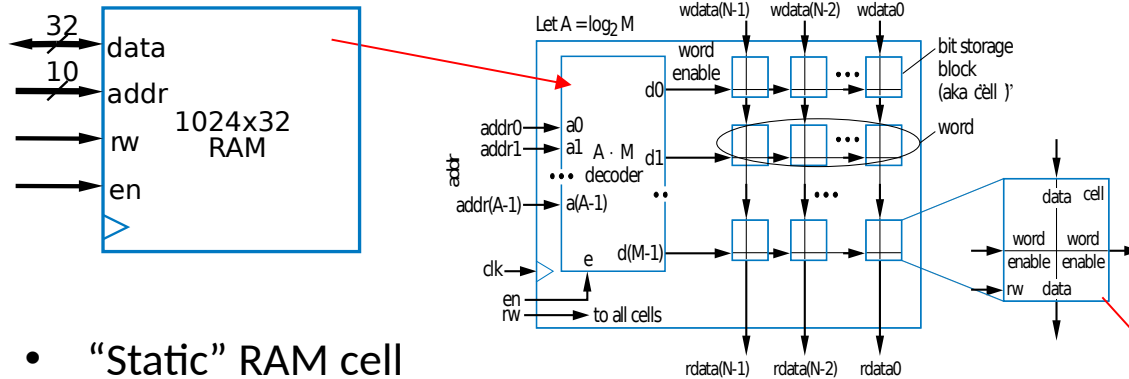 32
data
10
addr
rw
en
1024x32
RAM
Let A = log2 M
wdata(N-1) wdata(N-2) wdata0
word
enable
bit storage
block
(aka cell )
word
d0
addr0
addr1
addr
addr(A-1)
a0
a1
A · M
decoder
a(A-1)
d1
d(M-1)
e
clk
en
rw
to all cells
data cell
word word
enable enable
rw data
rdata(N-1) rdata(N-2) rdata0
• “Static” RAM cell